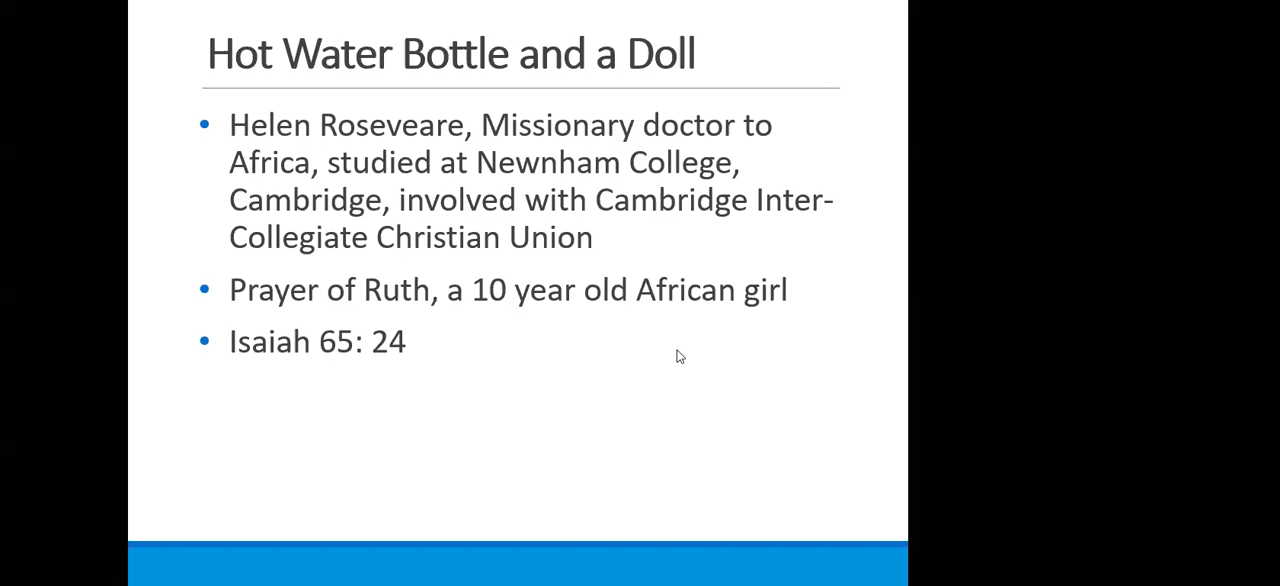 Hot Water Bottle and a Doll
• Helen Roseveare, Missionary doctor to
Africa, studied at Newnham College,
Cambridge, involved with Cambridge Inter-
Collegiate Christian Union
• Prayer of Ruth, a 10 year old African girl
• Isaiah 65: 24